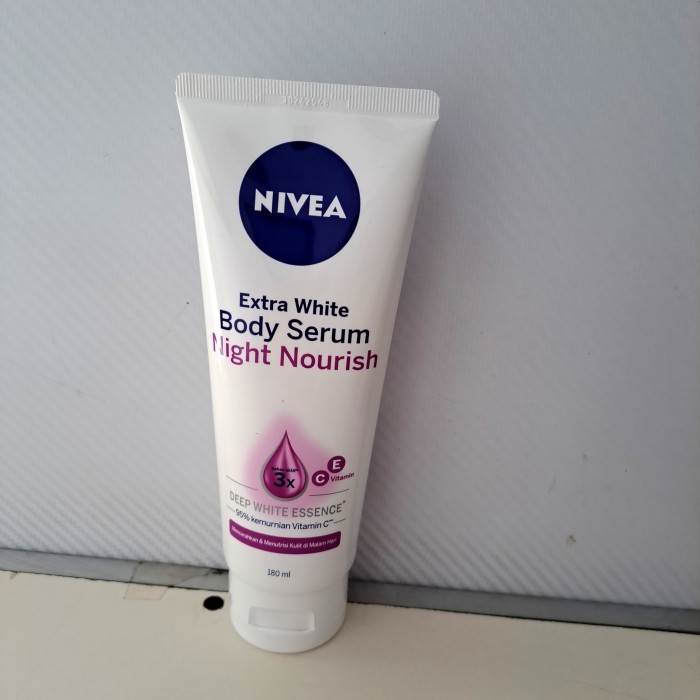 NIVEA
Extra White
Body Serum
Night Nourish
3x
E
C Vitamin
DEEP WHITE ESSENCE
95% kemurnian Vitamin C
Mencerahkan & Menutrisi Kulit di Malam Hari
180 ml